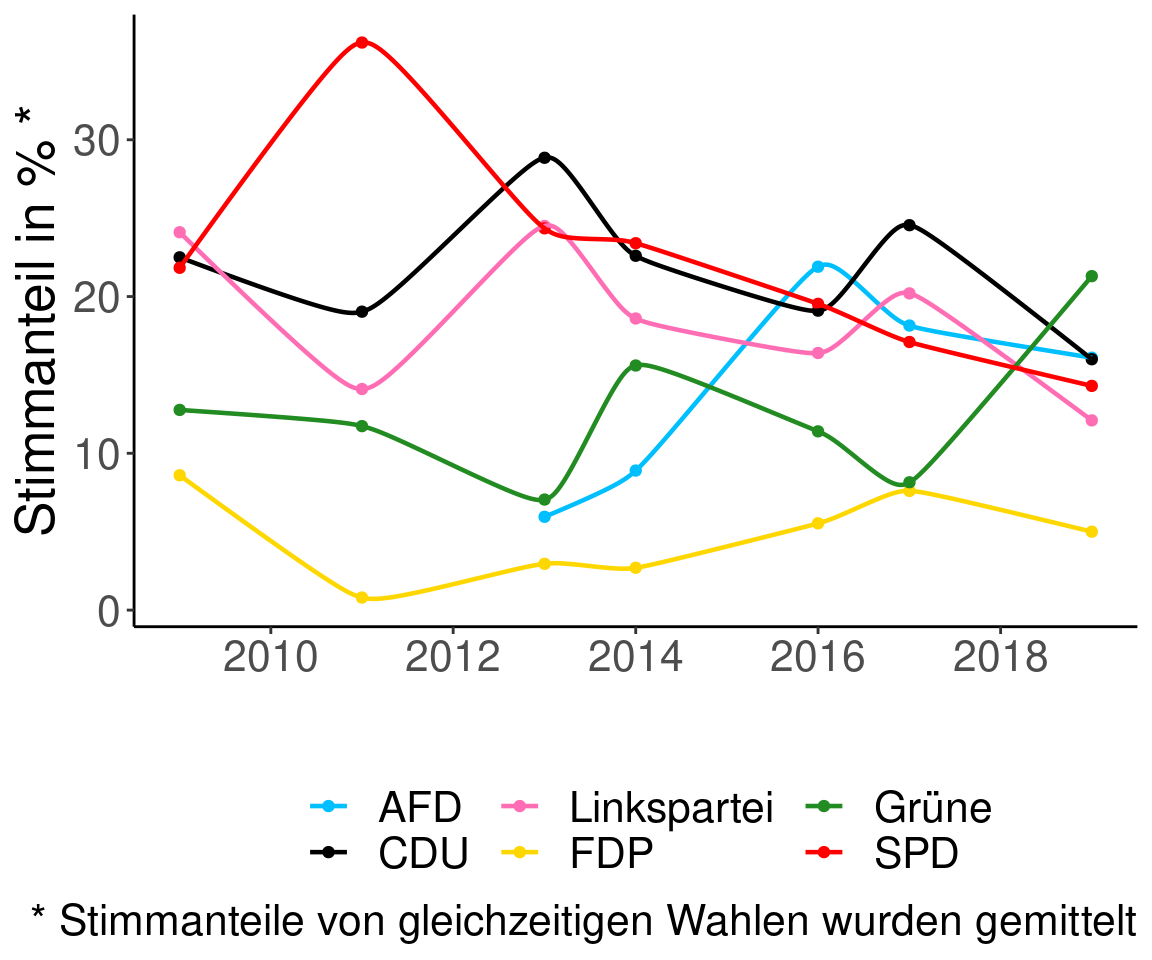 Stimmanteil in % *
30
20
10
0
2010 2012 2014 2016 2018
AFD Linkspartei Grüne
CDU FDP SPD
* Stimmanteile von gleichzeitigen Wahlen wurden gemittelt